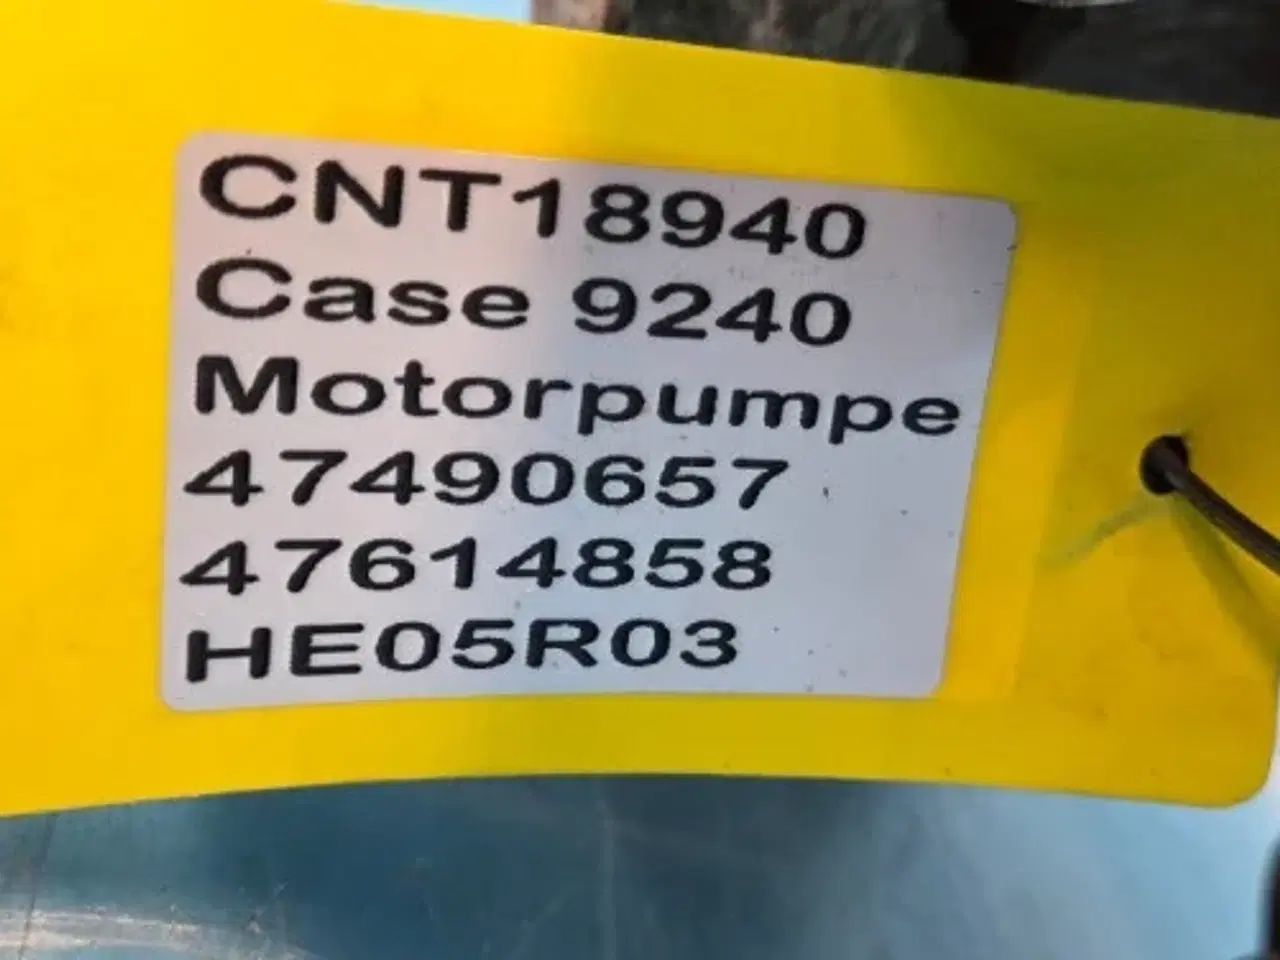 CNT18940
Case 9240
Motorpumpe
47490657
47614858
HE05R03